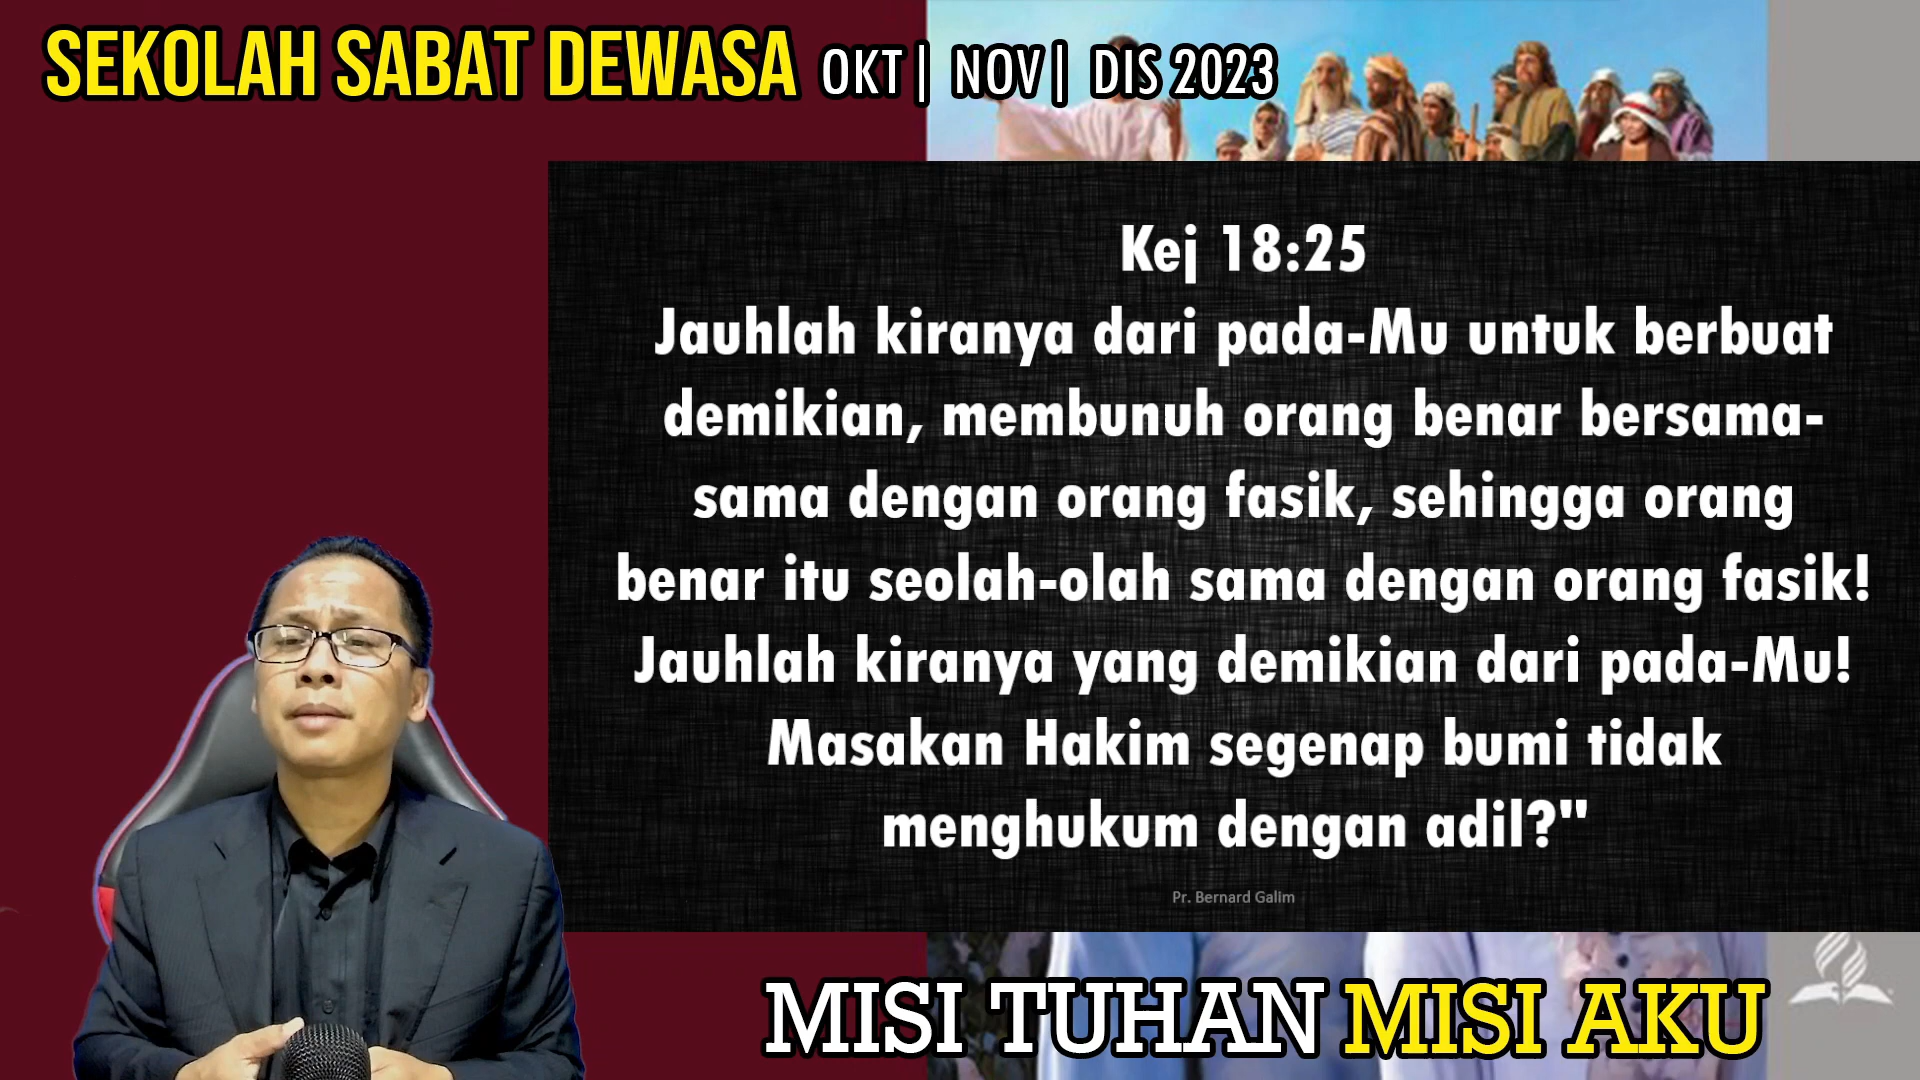 SEKOLAH SABAT DEWASA OKT | NOV | DIS 2023
Kej 18:25
Jauhlah kiranya dari pada-Mu untuk berbuat
demikian, membunuh orang benar bersama-
sama dengan orang fasik, sehingga orang
benar itu seolah-olah sama dengan orang fasik!
Jauhlah kiranya yang demikian dari pada-Mu!
Masakan Hakim segenap bumi tidak
menghukum dengan adil?"
Pr. Bernard Galim
MISI TUHAN MISI AKU